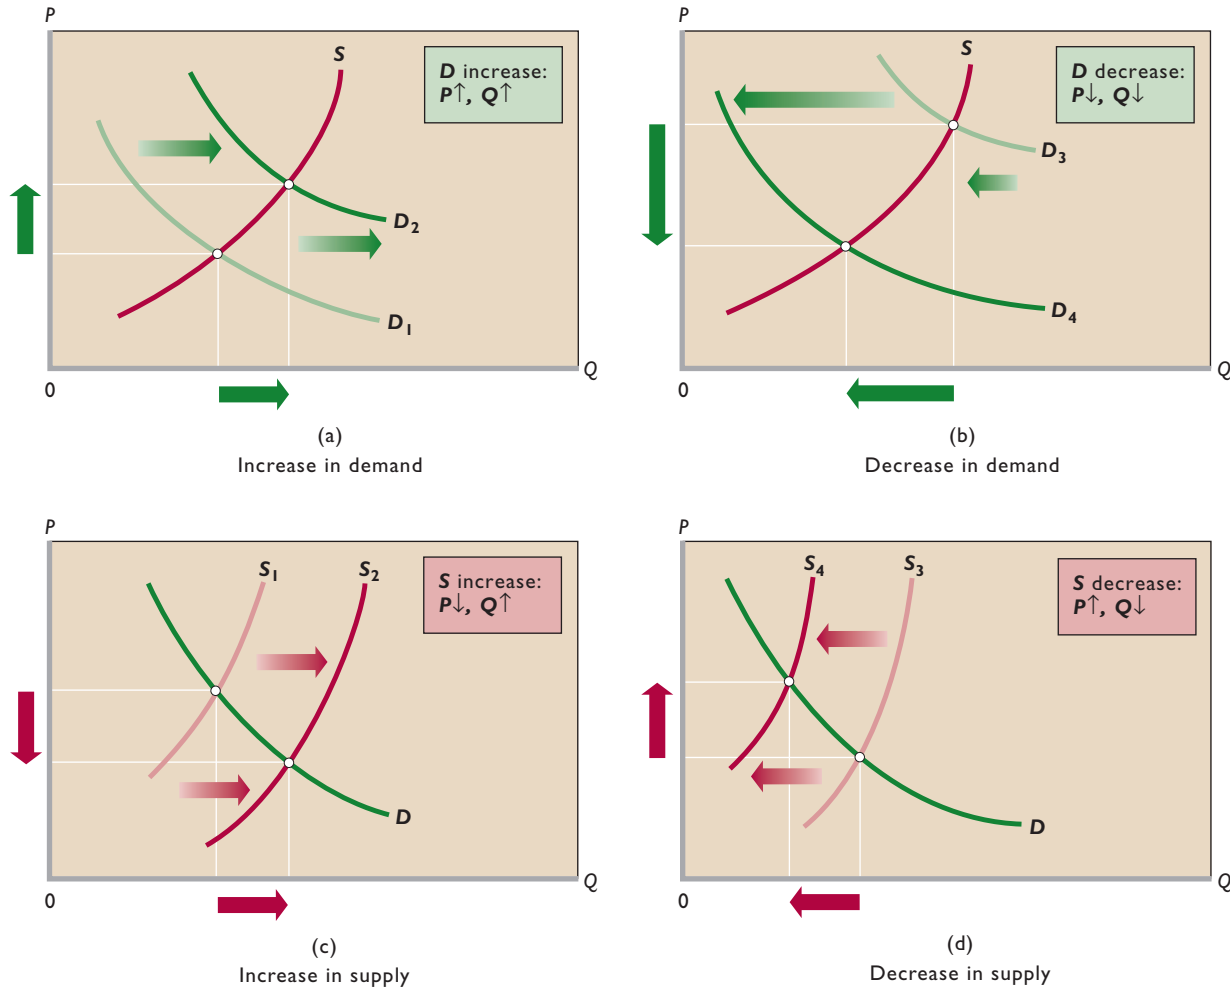 P
S
D increase:
P↑, Q↑
D₂
D₁
0
Q
(a)
Increase in demand
P
S
D decrease:
P↓, Q↓
D₃
D₄
0
Q
(b)
Decrease in demand
P
S₁
S₂
S increase:
P↓, Q↑
D
0
Q
(c)
Increase in supply
P
S₄
S₃
S decrease:
P↑, Q↓
D
0
Q
(d)
Decrease in supply